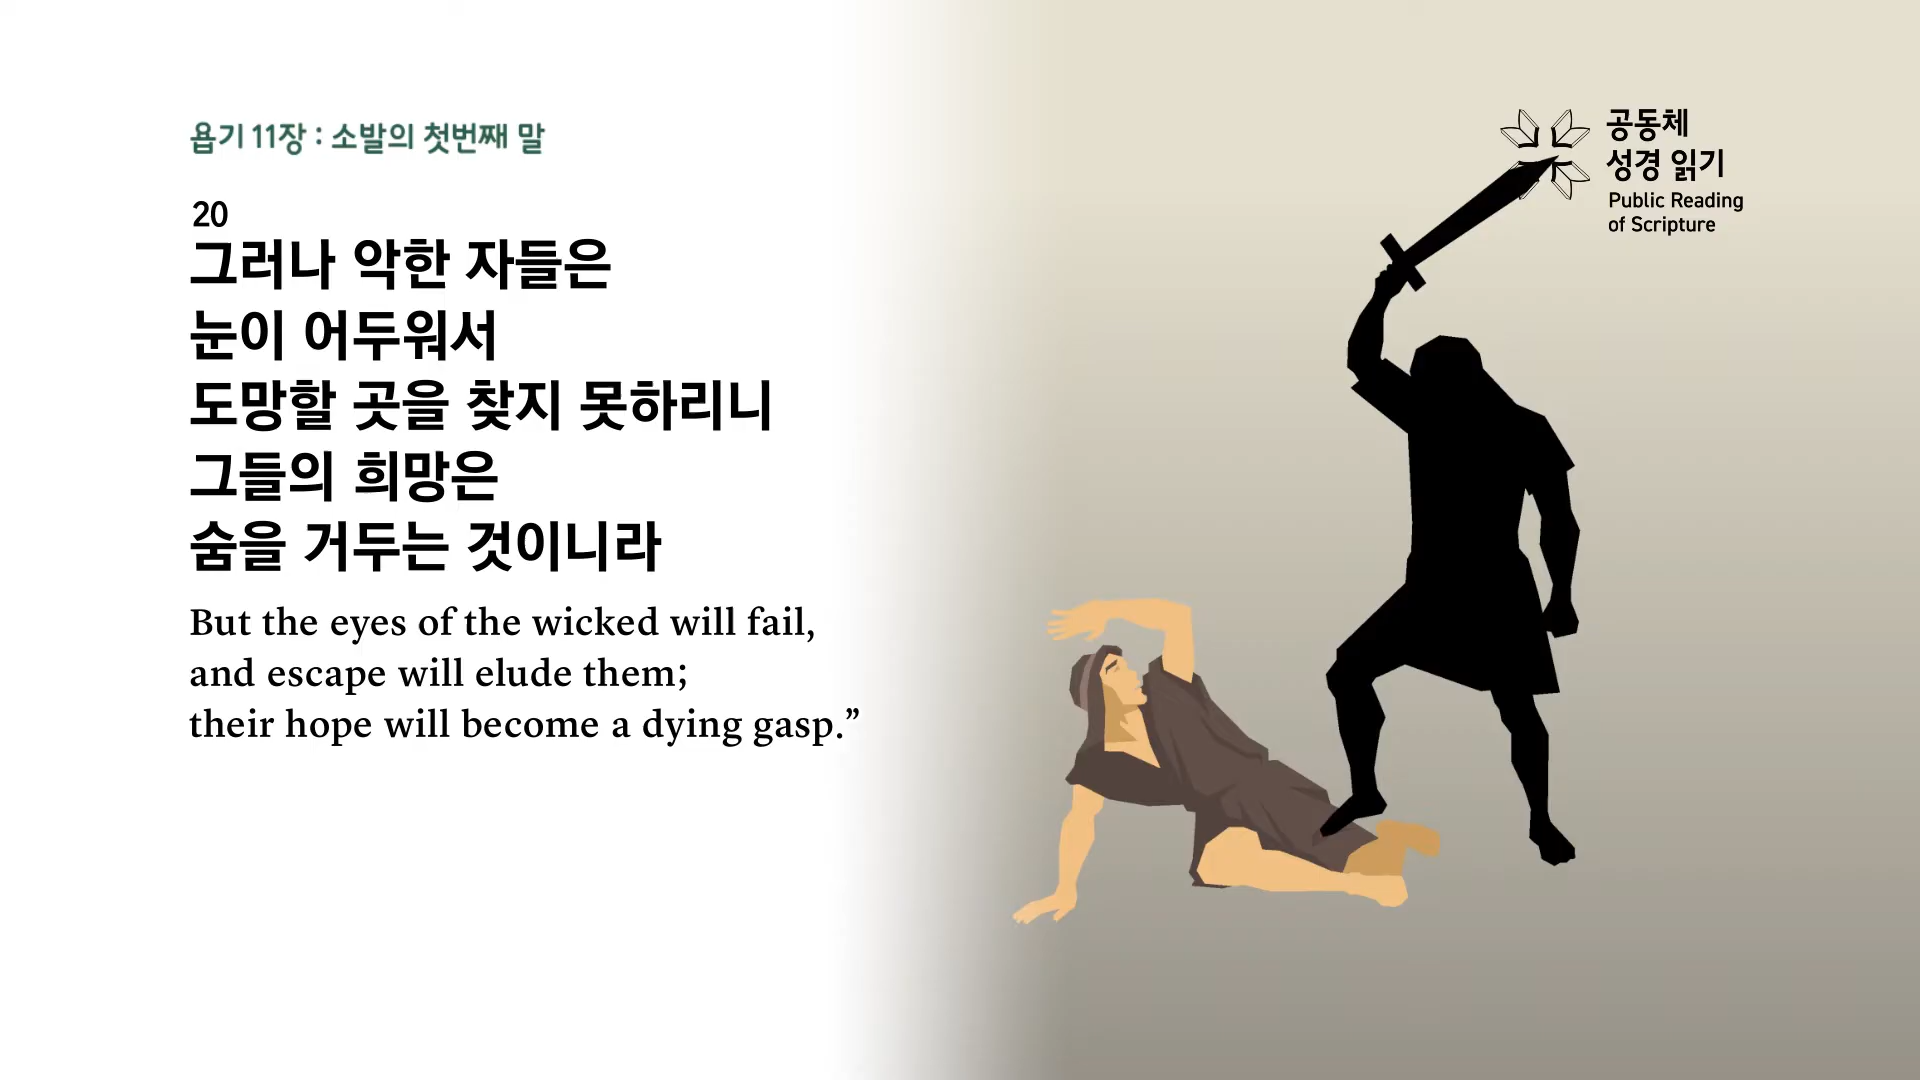 욥기 11장 : 소발의 첫번째 말
20
그러나 악한 자들은
눈이 어두워서
도망할 곳을 찾지 못하리니
그들의 희망은
숨을 거두는 것이니라
But the eyes of the wicked will fail,
and escape will elude them;
their hope will become a dying gasp.”
공동체
성경 읽기
Public Reading
of Scripture